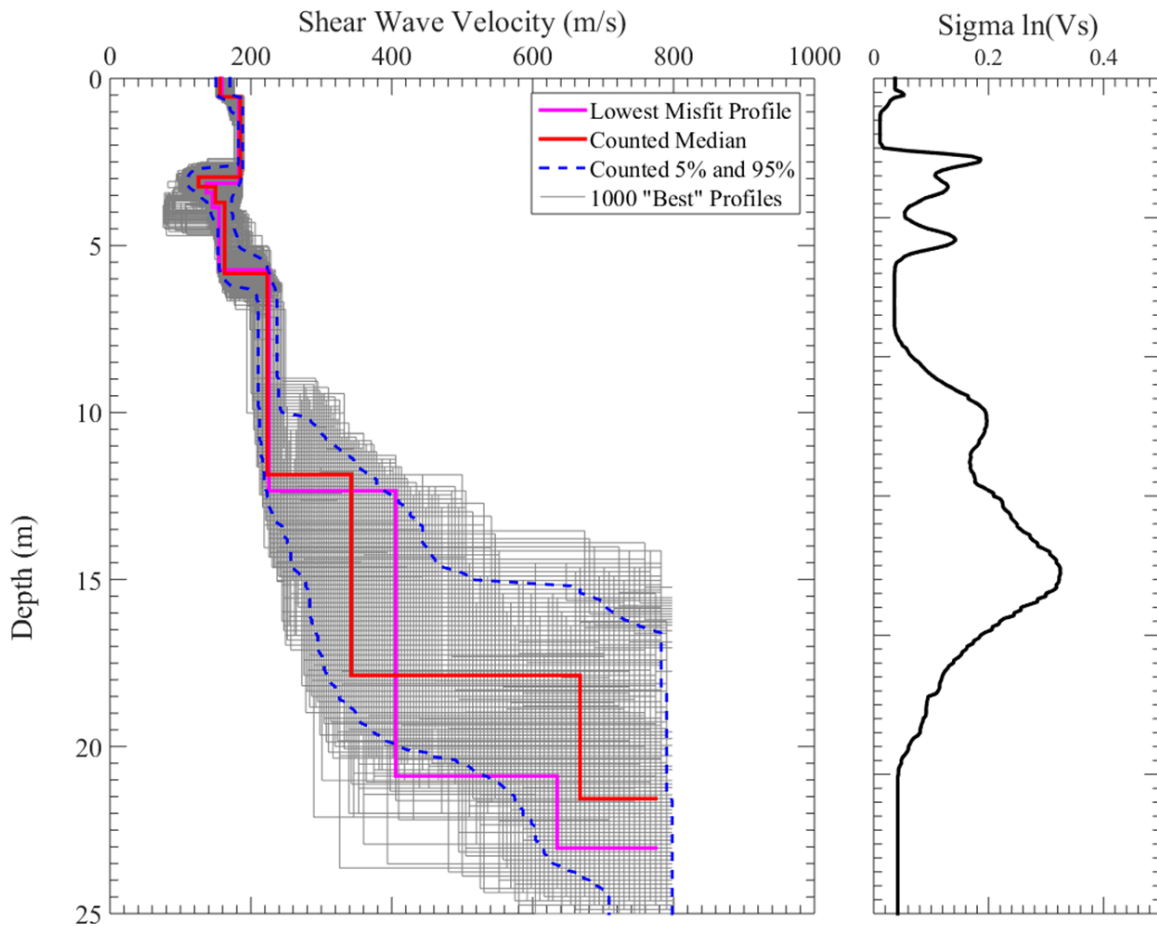 Shear Wave Velocity (m/s)
0 200 400 600 800 1000
Sigma ln(Vs)
0 0.2 0.4
Lowest Misfit Profile
Counted Median
Counted 5% and 95%
1000 "Best" Profiles
Depth (m)
0
5
10
15
20
25